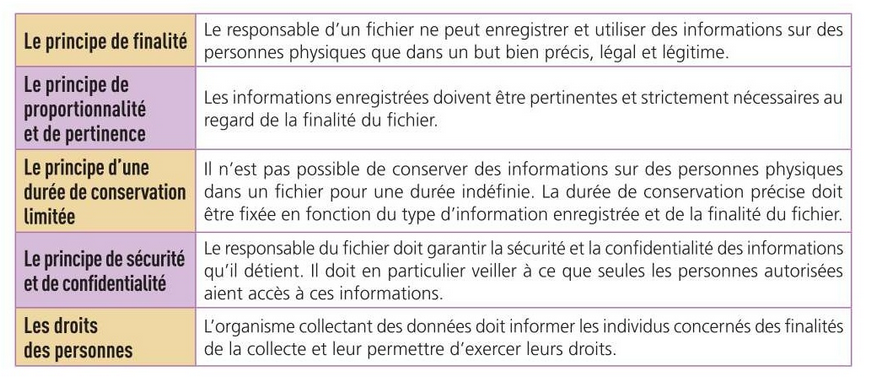 Le principe de finalité
Le responsable d’un fichier ne peut enregistrer et utiliser des informations sur des
personnes physiques que dans un but bien précis, légal et légitime.
Le principe de
proportionnalité
et de pertinence
Les informations enregistrées doivent être pertinentes et strictement nécessaires au
regard de la finalité du fichier.
Le principe d’une
durée de conservation
limitée
Il n’est pas possible de conserver des informations sur des personnes physiques
dans un fichier pour une durée indéfinie. La durée de conservation précise doit
être fixée en fonction du type d’information enregistrée et de la finalité du fichier.
Le principe de sécurité
et de confidentialité
Le responsable du fichier doit garantir la sécurité et la confidentialité des informations
qu’il détient. Il doit en particulier veiller à ce que seules les personnes autorisées
aient accès à ces informations.
Les droits
des personnes
L’organisme collectant des données doit informer les individus concernés des finalités
de la collecte et leur permettre d’exercer leurs droits.